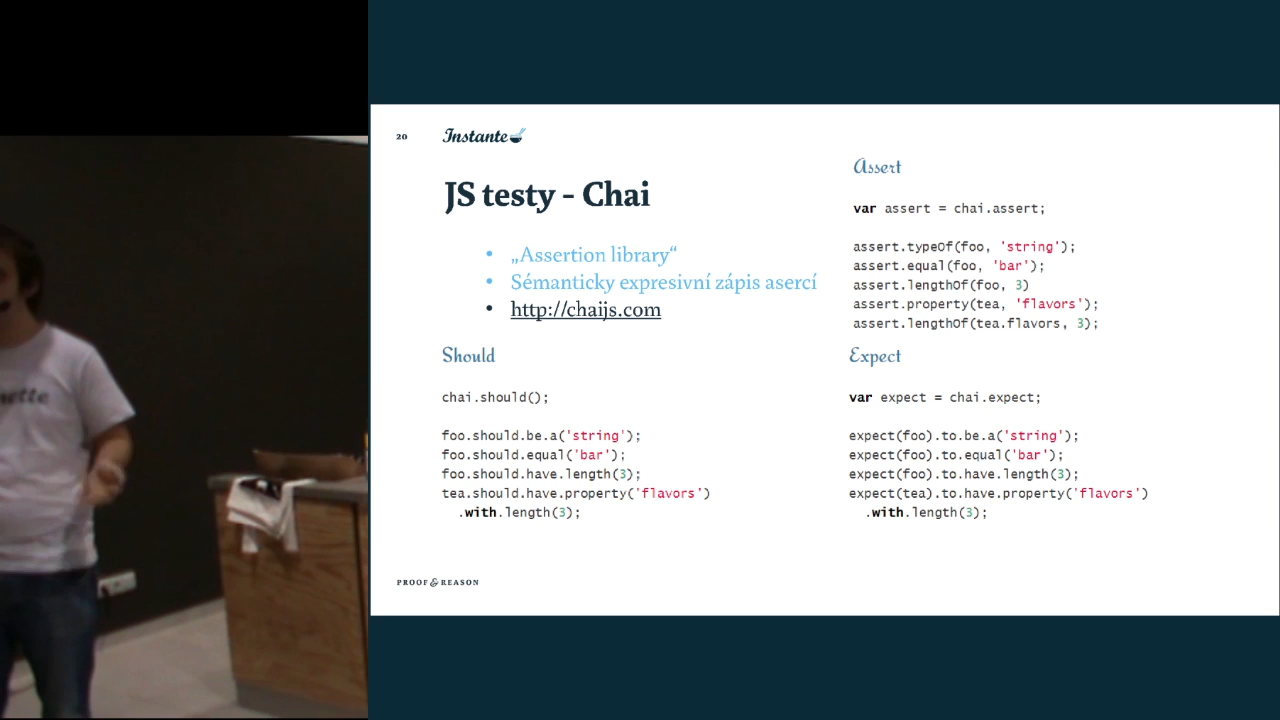 20
Instante
JS testy - Chai
• „Assertion library“
• Sémanticky expresivní zápis asercí
• http://chaijs.com
Assert
var assert = chai.assert;
assert.typeOf(foo, 'string');
assert.equal(foo, 'bar');
assert.lengthOf(foo, 3)
assert.property(tea, 'flavors');
assert.lengthOf(tea.flavors, 3);
Should
chai.should();
foo.should.be.a('string');
foo.should.equal('bar');
foo.should.have.length(3);
tea.should.have.property('flavors')
.with.length(3);
Expect
var expect = chai.expect;
expect(foo).to.be.a('string');
expect(foo).to.equal('bar');
expect(foo).to.have.length(3);
expect(tea).to.have.property('flavors')
.with.length(3);
PROOF & REASON